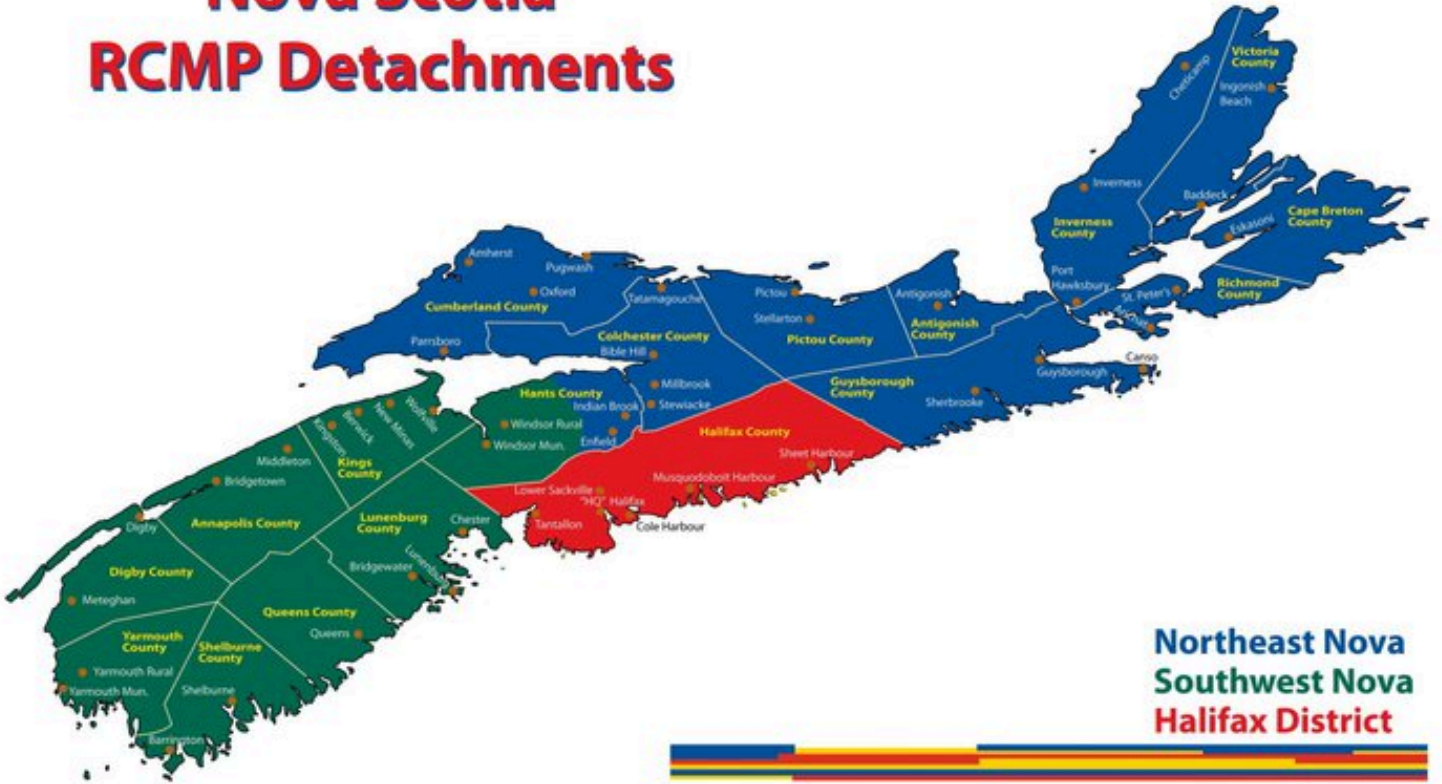 Nova Scotia
RCMP Detachments
Victoria
County
Cheticamp
Ingonish
Beach
Inverness
Baddeck
Inverness
County
Eskasoni
Cape Breton
County
Port
Hawksbury
St. Peter's
Richmond
County
Arichat
Amherst
Pugwash
Oxford
Cumberland County
Tatamagouche
Parrsboro
Colchester County
Bible Hill
Pictou
Stellarton
Pictou County
Antigonish
Antigonish
County
Canso
Guysborough
Guysborough
County
Sherbrooke
Millbrook
Stewiacke
Hants County
Indian Brook
Enfield
Windsor Rural
Windsor Mun.
Wolfville
New Minas
Berwick
Kingston
Kings
County
Middleton
Bridgetown
Annapolis County
Digby
Halifax County
Sheet Harbour
Musquodoboit Harbour
Lower Sackville
"HQ" Halifax
Tantallon
Cole Harbour
Lunenburg
County
Chester
Lunenburg
Bridgewater
Digby County
Meteghan
Queens County
Queens
Yarmouth
County
Shelburne
County
Yarmouth Rural
Yarmouth Mun.
Shelburne
Barrington
Northeast Nova
Southwest Nova
Halifax District